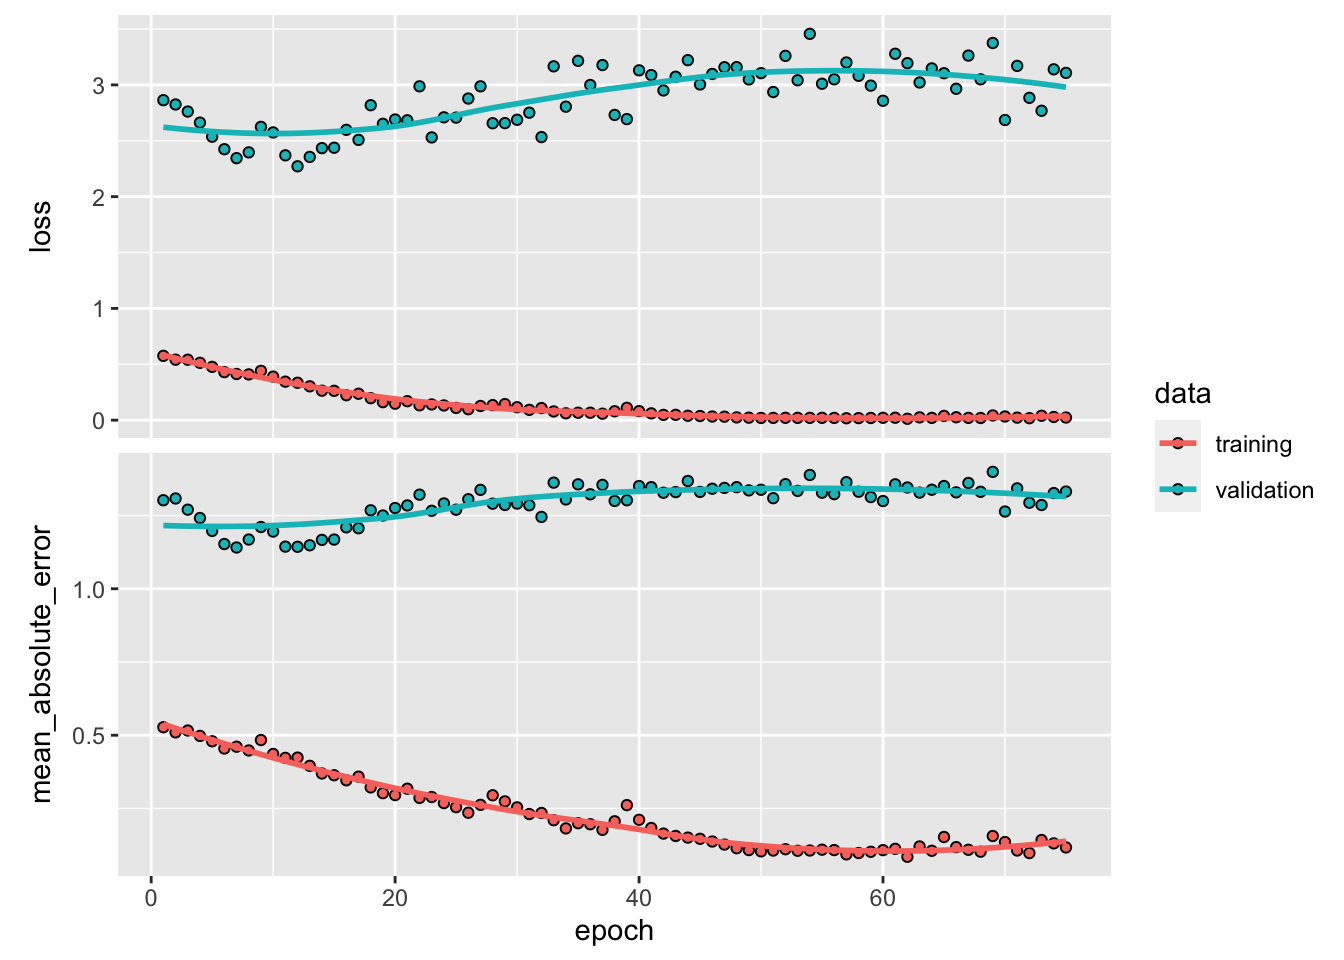 loss
3
2
1
0
mean_absolute_error
1.0
0.5
0
20
40
60
epoch
data
training
validation